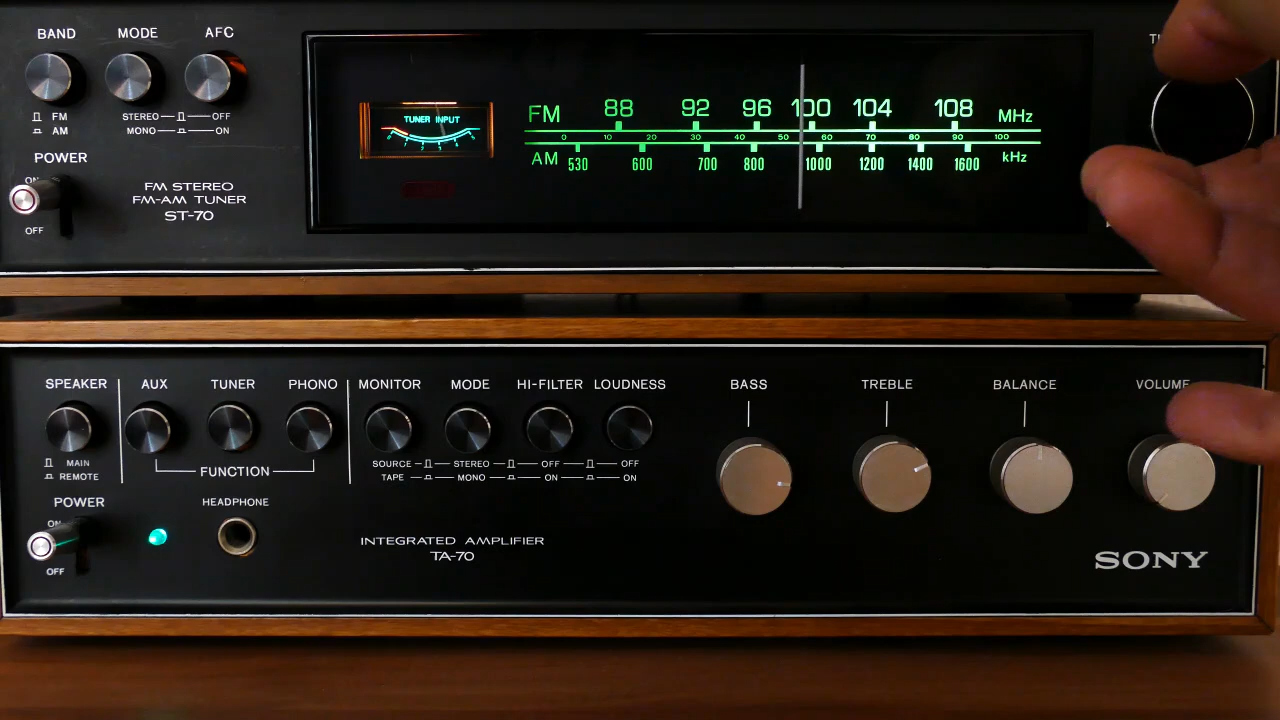 BAND MODE AFC
FM STEREO OFF
AM MONO ON
POWER
ON
OFF
FM STEREO
FM-AM TUNER
ST-70
TUNER INPUT
FM 88 92 96 100 104 108 MHz
0 10 20 30 40 50 60 70 80 90 100
AM 530 600 700 800 1000 1200 1400 1600 kHz
SPEAKER AUX TUNER PHONO MONITOR MODE HI-FILTER LOUDNESS BASS TREBLE BALANCE VOLUME
MAIN SOURCE STEREO OFF OFF
REMOTE FUNCTION TAPE MONO ON ON
POWER HEADPHONE
ON
OFF
INTEGRATED AMPLIFIER
TA-70
SONY